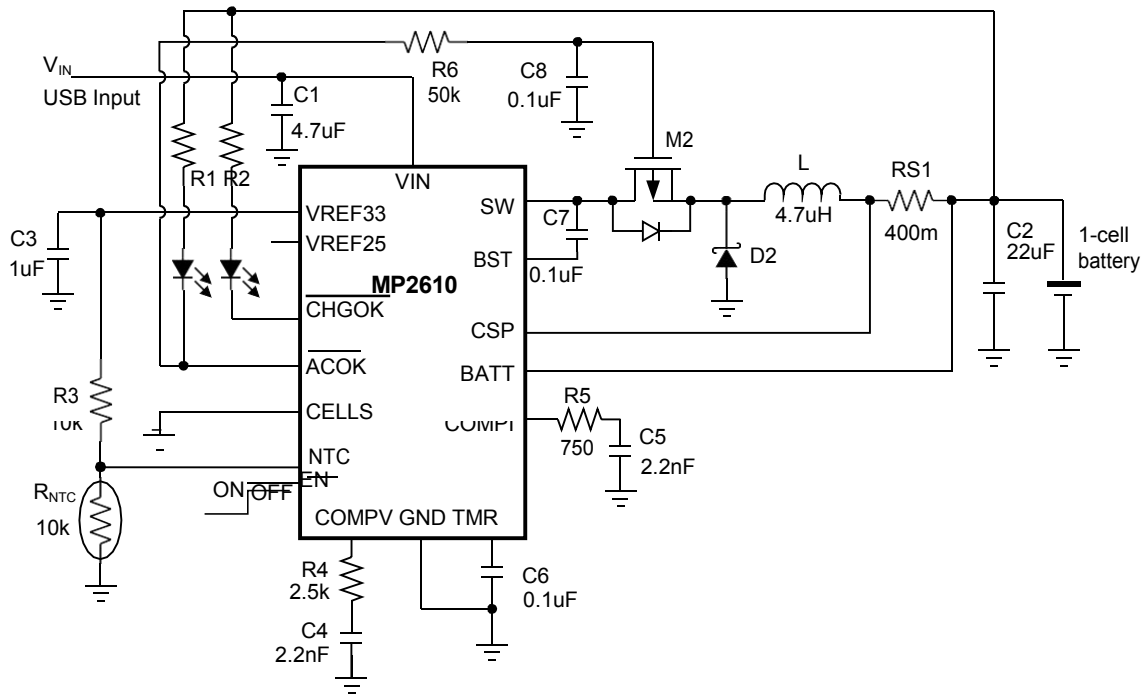 V_IN
USB Input
R6
50k
C8
0.1uF
C1
4.7uF
M2
R1
R2
L
4.7uH
RS1
400m
VIN
SW
C7
0.1uF
BST
VREF33
VREF25
MP2610
C3
1uF
D2
C2
22uF
1-cell
battery
CHGOK
CSP
ACOK
BATT
R3
10k
CELLS
R5
750
COMPI
C5
2.2nF
NTC
EN
ON
OFF
R_NTC
10k
COMPV GND TMR
R4
2.5k
C6
0.1uF
C4
2.2nF